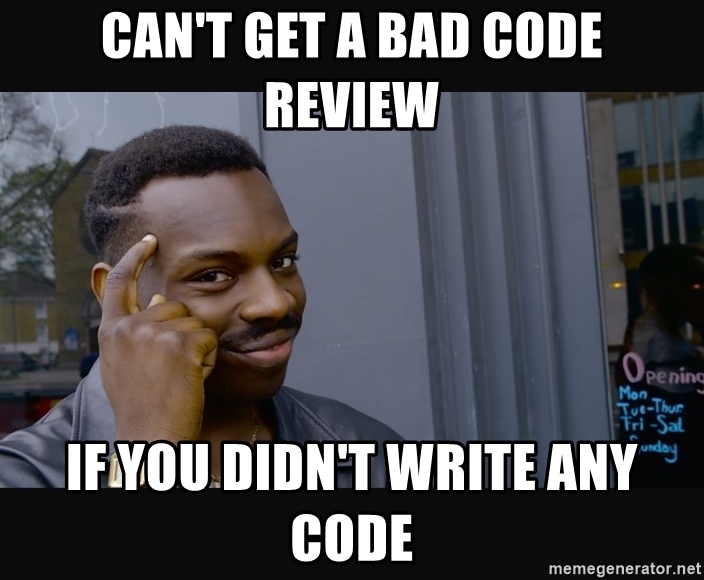 CAN'T GET A BAD CODE
REVIEW
Opening
Mon
Tue-Thur
Fri -Sat
Sunday
IF YOU DIDN'T WRITE ANY
CODE
memegenerator.net